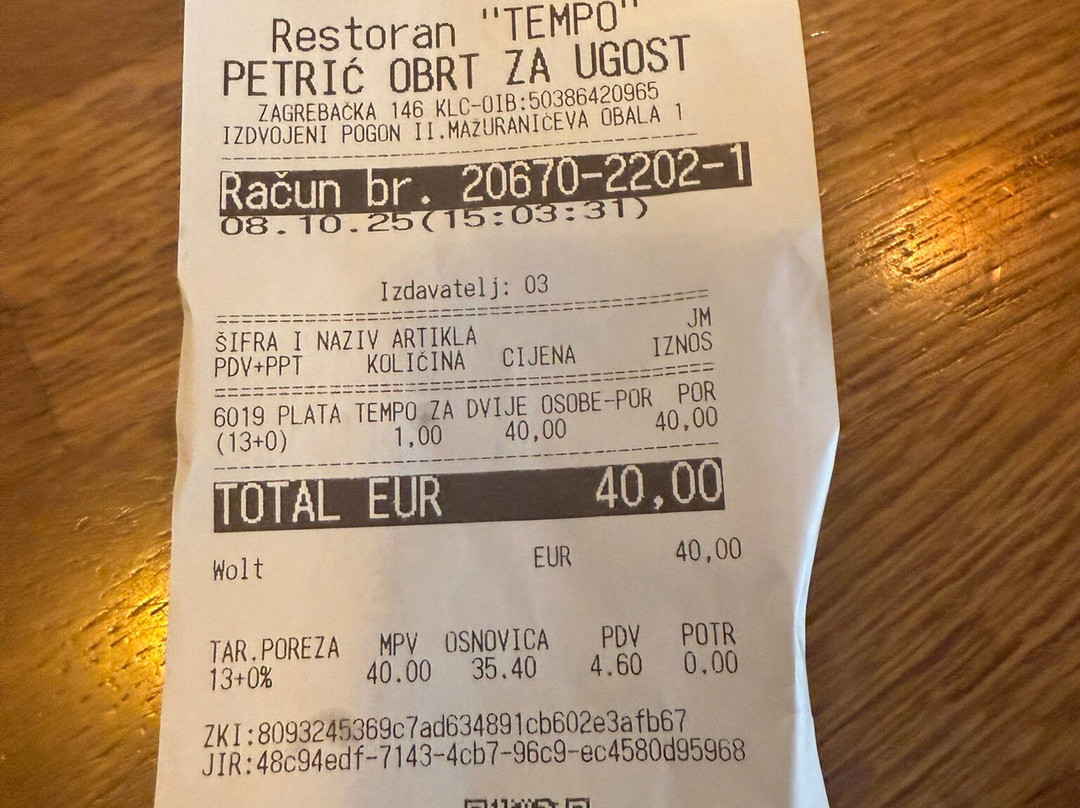 Restoran "TEMPO"
PETRIĆ OBRT ZA UGOST
ZAGREBAČKA 146 KLC-OIB:50386420965
IZDVOJENI POGON II.MAŽURANIĆEVA OBALA 1
Račun br. 20670-2202-1
08.10.25(15:03:31)
Izdavatelj: 03
ŠIFRA I NAZIV ARTIKLA JM
PDV+PPT KOLIČINA CIJENA IZNOS
6019 PLATA TEMPO ZA DVIJE OSOBE-POR POR
(13+0) 1,00 40,00 40,00
TOTAL EUR 40,00
Wolt EUR 40,00
TAR.POREZA MPV OSNOVICA PDV POTR
13+0% 40.00 35.40 4.60 0.00
ZKI:8093245369c7ad634891cb602e3afb67
JIR:48c94edf-7143-4cb7-96c9-ec4580d95968